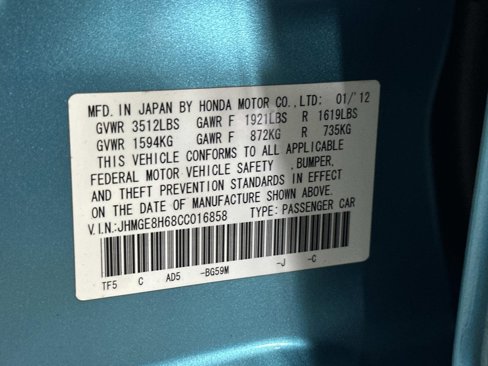 MFD. IN JAPAN BY HONDA MOTOR CO., LTD: 01/'12
GVWR 3512LBS GAWR F 1921LBS R 1619LBS
GVWR 1594KG GAWR F 872KG R 735KG
THIS VEHICLE CONFORMS TO ALL APPLICABLE
FEDERAL MOTOR VEHICLE SAFETY ,BUMPER,
AND THEFT PREVENTION STANDARDS IN EFFECT
ON THE DATE OF MANUFACTURE SHOWN ABOVE.
V.I.N:JHMGE8H68CC016858 TYPE: PASSENGER CAR
TF5 C AD5 -BG59M -J -C